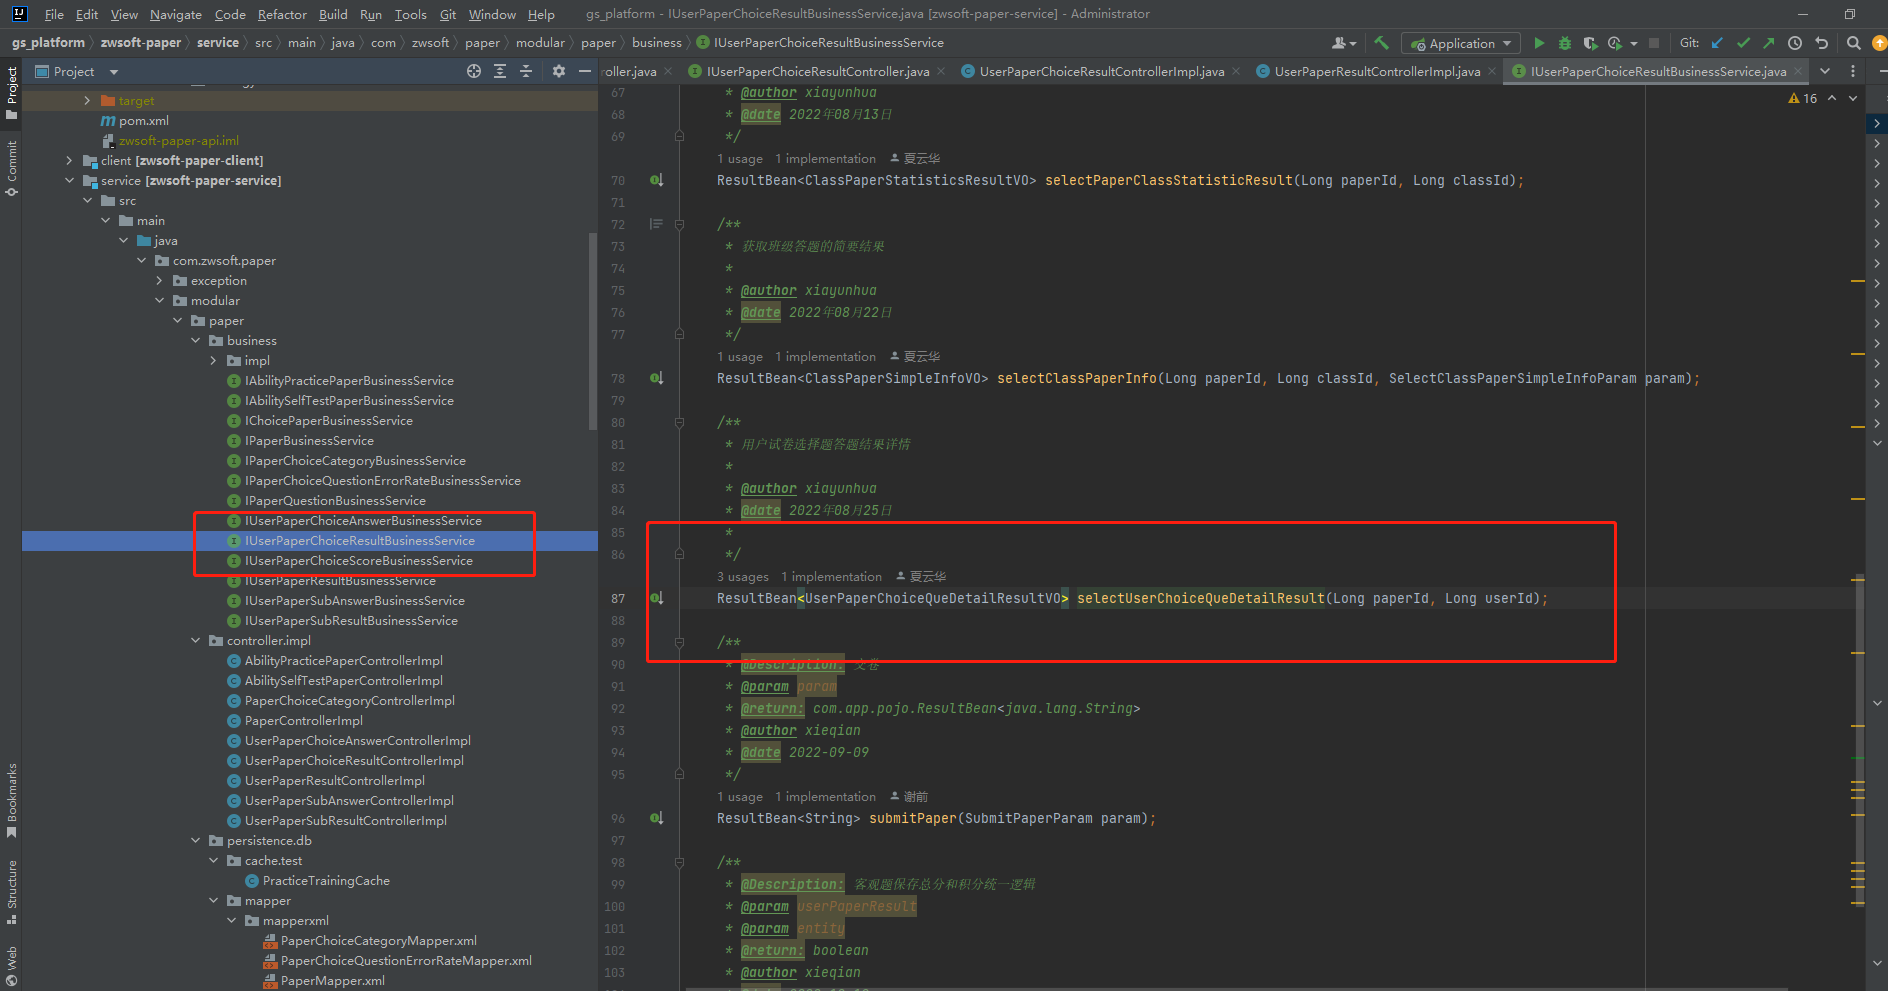 File Edit View Navigate Code Refactor Build Run Tools Git Window Help gs_platform - IUserPaperChoiceResultBusinessService.java [zwsoft-paper-service] - Administrator
gs_platform zwsoft-paper service src main java com zwsoft paper modular paper business IUserPaperChoiceResultBusinessService Application Git:
Project
roller.java IUserPaperChoiceResultController.java UserPaperChoiceResultControllerImpl.java UserPaperResultControllerImpl.java IUserPaperChoiceResultBusinessService.java
Project
Commit
Bookmarks
Structure
Web
target
pom.xml
zwsoft-paper-api.iml
client [zwsoft-paper-client]
service [zwsoft-paper-service]
src
main
java
com.zwsoft.paper
exception
modular
paper
business
impl
IAbilityPracticePaperBusinessService
IAbilitySelfTestPaperBusinessService
IChoicePaperBusinessService
IPaperBusinessService
IPaperChoiceCategoryBusinessService
IPaperChoiceQuestionErrorRateBusinessService
IPaperQuestionBusinessService
IUserPaperChoiceAnswerBusinessService
IUserPaperChoiceResultBusinessService
IUserPaperChoiceScoreBusinessService
IUserPaperResultBusinessService
IUserPaperSubAnswerBusinessService
IUserPaperSubResultBusinessService
controller.impl
AbilityPracticePaperControllerImpl
AbilitySelfTestPaperControllerImpl
PaperChoiceCategoryControllerImpl
PaperControllerImpl
UserPaperChoiceAnswerControllerImpl
UserPaperChoiceResultControllerImpl
UserPaperResultControllerImpl
UserPaperSubAnswerControllerImpl
UserPaperSubResultControllerImpl
persistence.db
cache.test
PracticeTrainingCache
mapper
mapperxml
PaperChoiceCategoryMapper.xml
PaperChoiceQuestionErrorRateMapper.xml
PaperMapper.xml
16
67 * @author xiayunhua
68 * @date 2022年08月13日
69 */
1 usage 1 implementation 夏云华
70 ResultBean<ClassPaperStatisticsResultVO> selectPaperClassStatisticResult(Long paperId, Long classId);
71
72 /**
73 * 获取班级答题的简要结果
74 *
75 * @author xiayunhua
76 * @date 2022年08月22日
77 */
1 usage 1 implementation 夏云华
78 ResultBean<ClassPaperSimpleInfoVO> selectClassPaperInfo(Long paperId, Long classId, SelectClassPaperSimpleInfoParam param);
79
80 /**
81 * 用户试卷选择题答题结果详情
82 *
83 * @author xiayunhua
84 * @date 2022年08月25日
85 *
86 */
3 usages 1 implementation 夏云华
87 ResultBean<UserPaperChoiceQueDetailResultVO> selectUserChoiceQueDetailResult(Long paperId, Long userId);
88
89 /**
90 * @Description: 交卷
91 * @param param
92 * @return: com.app.pojo.ResultBean<java.lang.String>
93 * @author xieqian
94 * @date 2022-09-09
95 */
1 usage 1 implementation 谢前
96 ResultBean<String> submitPaper(SubmitPaperParam param);
97
98 /**
99 * @Description: 客观题保存总分和积分统一逻辑
100 * @param userPaperResult
101 * @param entity
102 * @return: boolean
103 * @author xieqian